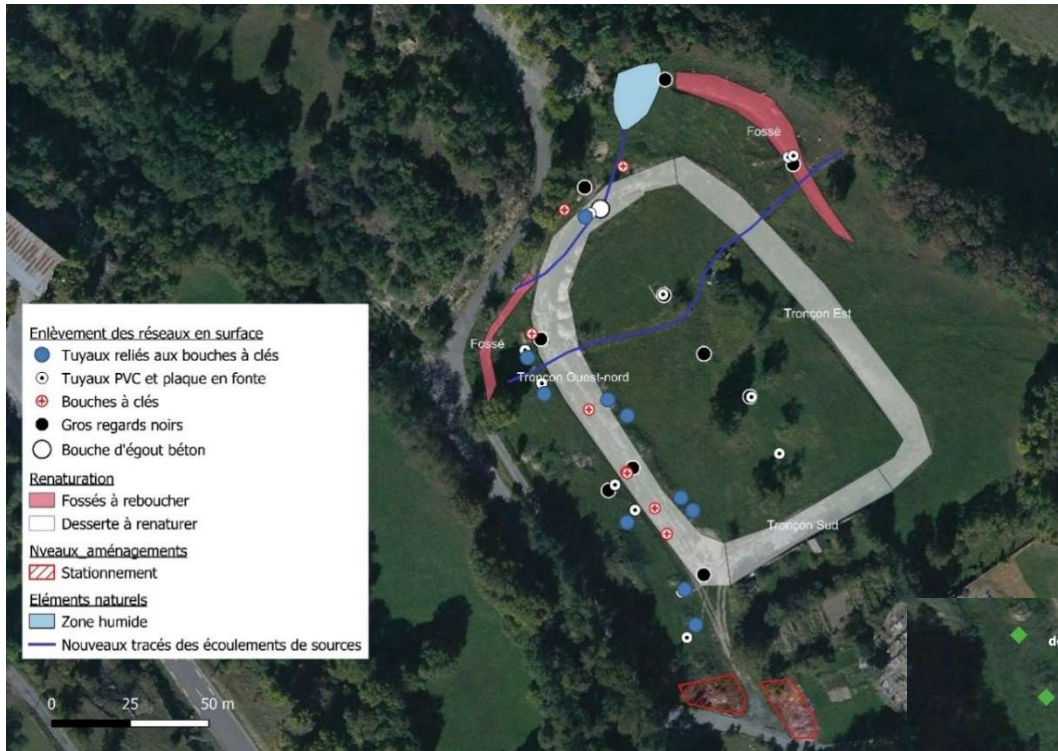 Fossé
Tronçon Est
Fossé
Tronçon Ouest-nord
Tronçon Sud
Enlèvement des réseaux en surface
Tuyaux reliés aux bouches à clés
Tuyaux PVC et plaque en fonte
Bouches à clés
Gros regards noirs
Bouche d'égout béton
Renaturation
Fossés à reboucher
Desserte à renaturer
Nveaux_aménagements
Stationnement
Eléments naturels
Zone humide
Nouveaux tracés des écoulements de sources
0 25 50 m